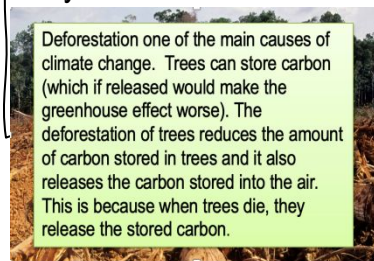 Deforestation one of the main causes of
climate change. Trees can store carbon
(which if released would make the
greenhouse effect worse). The
deforestation of trees reduces the amount
of carbon stored in trees and it also
releases the carbon stored into the air.
This is because when trees die, they
release the stored carbon.